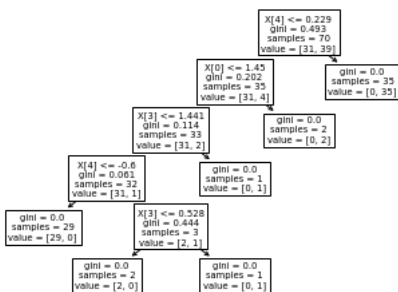 X[4] <= 0.229
gini = 0.493
samples = 70
value = [31, 39]
X[0] <= 1.45
gini = 0.202
samples = 35
value = [31, 4]
gini = 0.0
samples = 35
value = [0, 35]
X[3] <= 1.441
gini = 0.114
samples = 33
value = [31, 2]
gini = 0.0
samples = 2
value = [0, 2]
X[4] <= -0.6
gini = 0.061
samples = 32
value = [31, 1]
gini = 0.0
samples = 1
value = [0, 1]
gini = 0.0
samples = 29
value = [29, 0]
X[3] <= 0.528
gini = 0.444
samples = 3
value = [2, 1]
gini = 0.0
samples = 2
value = [2, 0]
gini = 0.0
samples = 1
value = [0, 1]